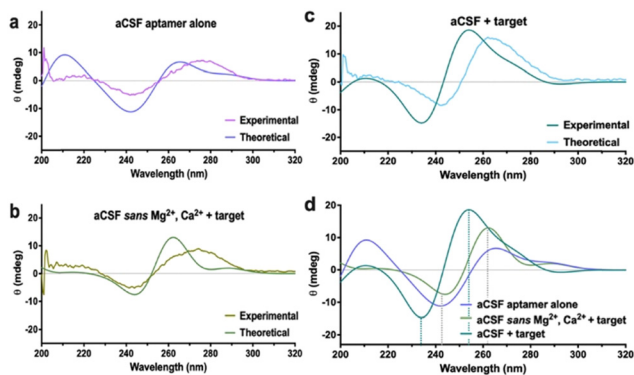 a
aCSF aptamer alone
20
10
0
-10
-20
θ (mdeg)
Experimental
Theoretical
200 220 240 260 280 300 320
Wavelength (nm)
b
aCSF sans Mg²⁺, Ca²⁺ + target
20
10
0
-10
-20
θ (mdeg)
Experimental
Theoretical
200 220 240 260 280 300 320
Wavelength (nm)
c
aCSF + target
20
10
0
-10
-20
θ (mdeg)
Experimental
Theoretical
200 220 240 260 280 300 320
Wavelength (nm)
d
20
10
0
-10
-20
θ (mdeg)
aCSF aptamer alone
aCSF sans Mg²⁺, Ca²⁺ + target
aCSF + target
200 220 240 260 280 300 320
Wavelength (nm)